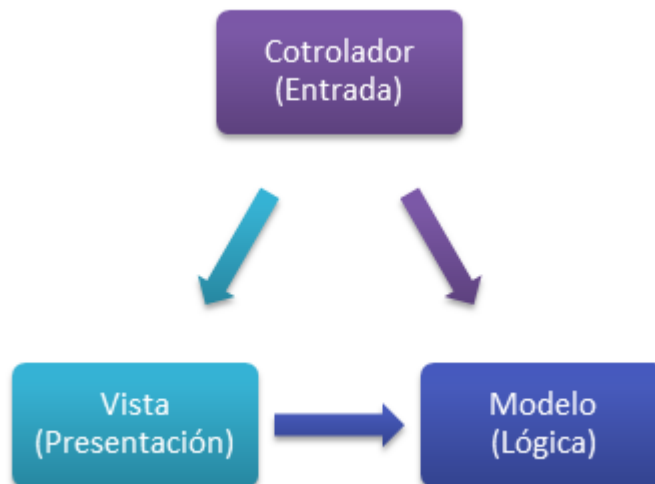 Cotrolador
(Entrada)
Vista
(Presentación)
Modelo
(Lógica)